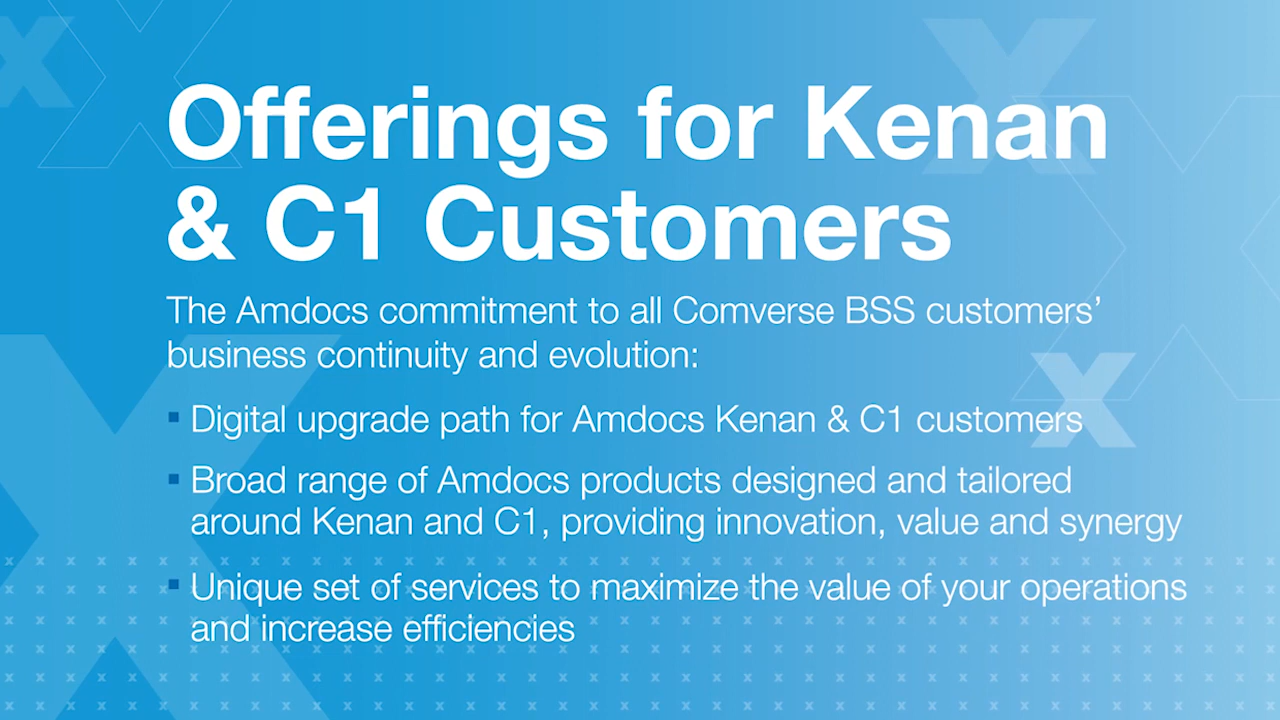 Offerings for Kenan
& C1 Customers
The Amdocs commitment to all Comverse BSS customers’
business continuity and evolution:
▪ Digital upgrade path for Amdocs Kenan & C1 customers
▪ Broad range of Amdocs products designed and tailored
around Kenan and C1, providing innovation, value and synergy
▪ Unique set of services to maximize the value of your operations
and increase efficiencies